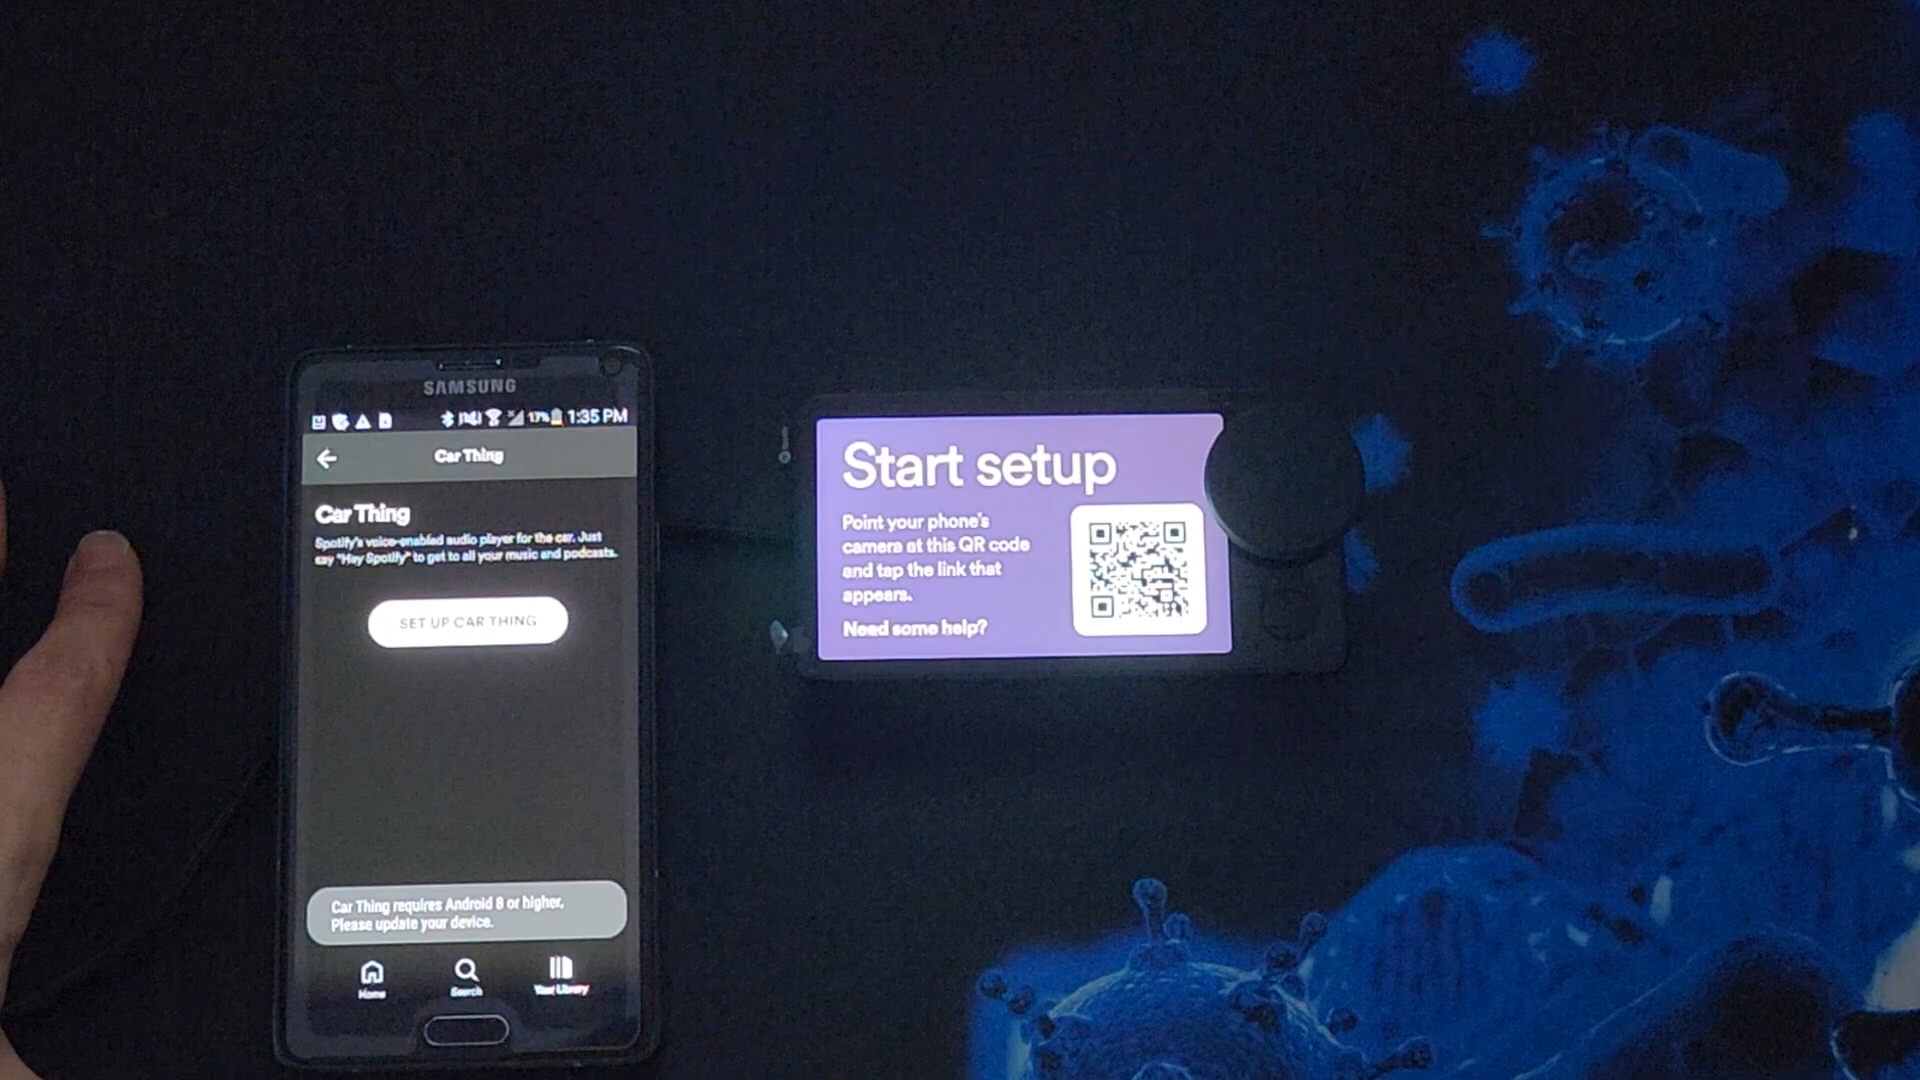 SAMSUNG
17% 1:35 PM
Car Thing
Car Thing
Spotify's voice-enabled audio player for the car. Just
say "Hey Spotify" to get to all your music and podcasts.
SET UP CAR THING
Car Thing requires Android 8 or higher.
Please update your device.
Home
Search
Your Library
Start setup
Point your phone's
camera at this QR code
and tap the link that
appears.
Need some help?